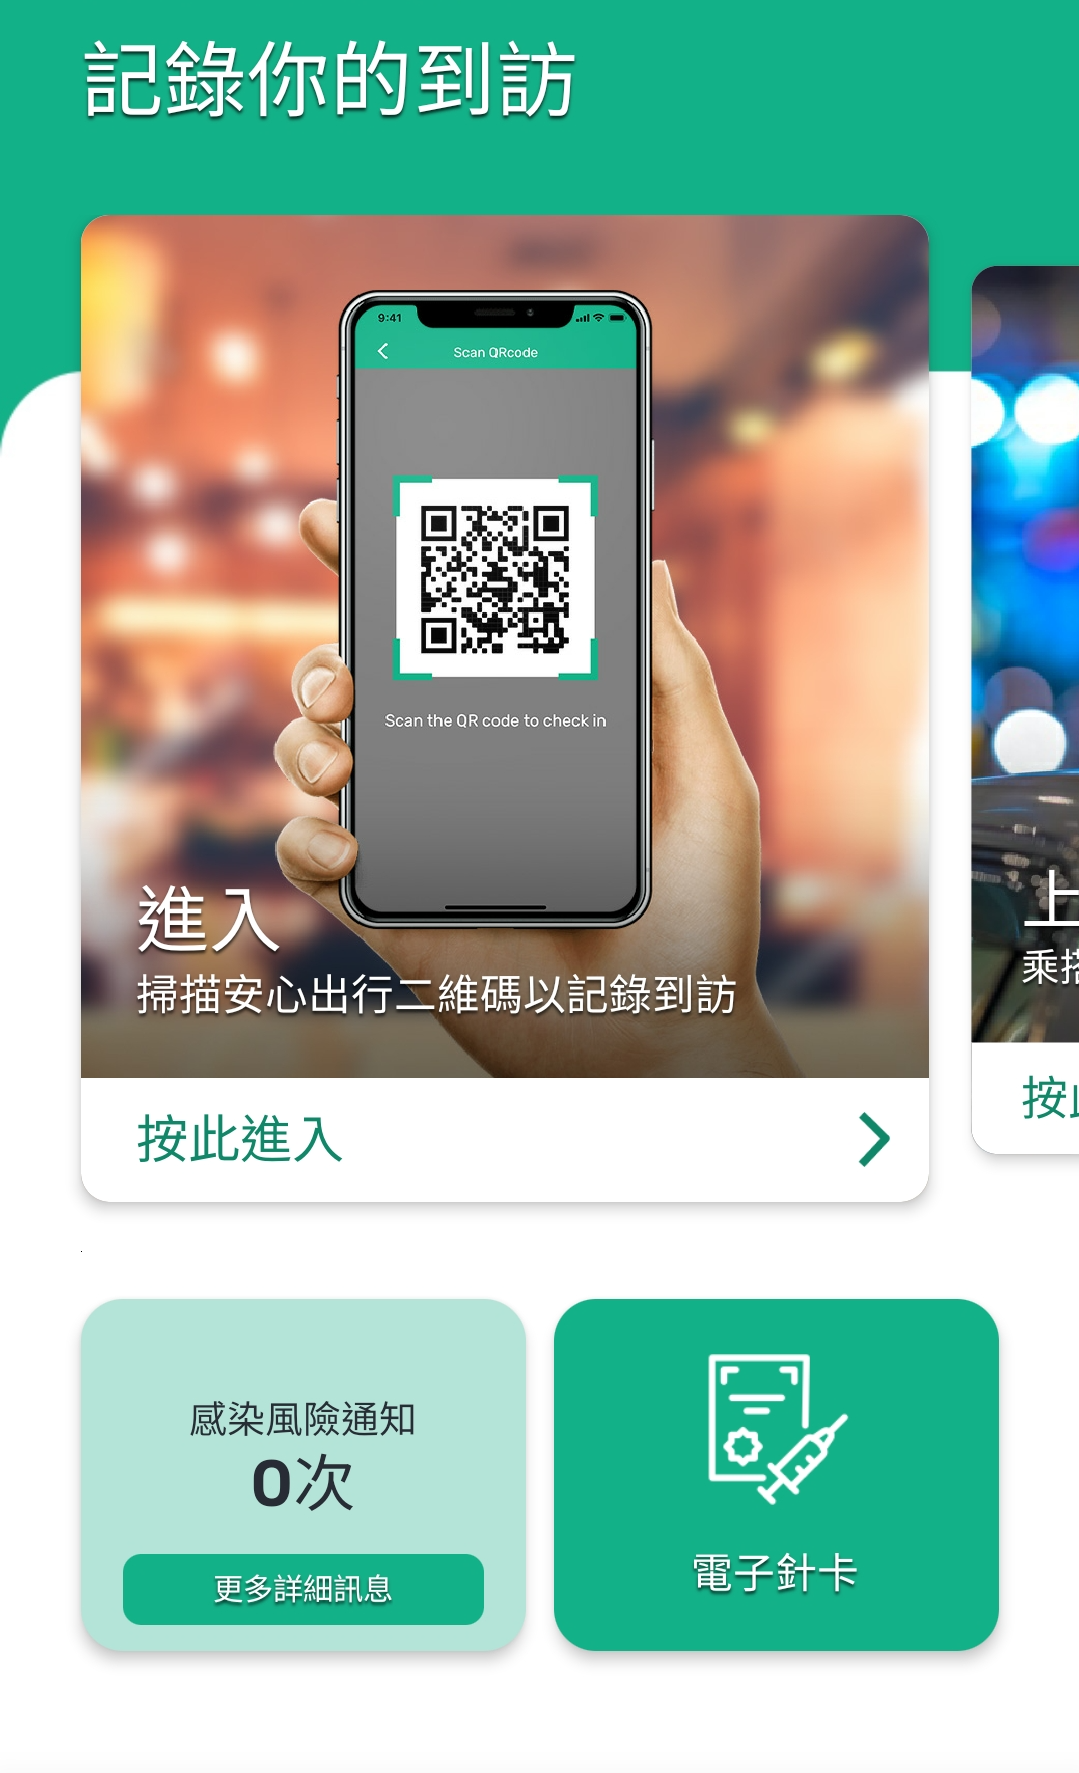 記錄你的到訪
9:41
Scan QRcode
Scan the QR code to check in
進入
掃描安心出行二維碼以記錄到訪
按此進入
上
乘搭
按此
感染風險通知
0次
更多詳細訊息
電子針卡